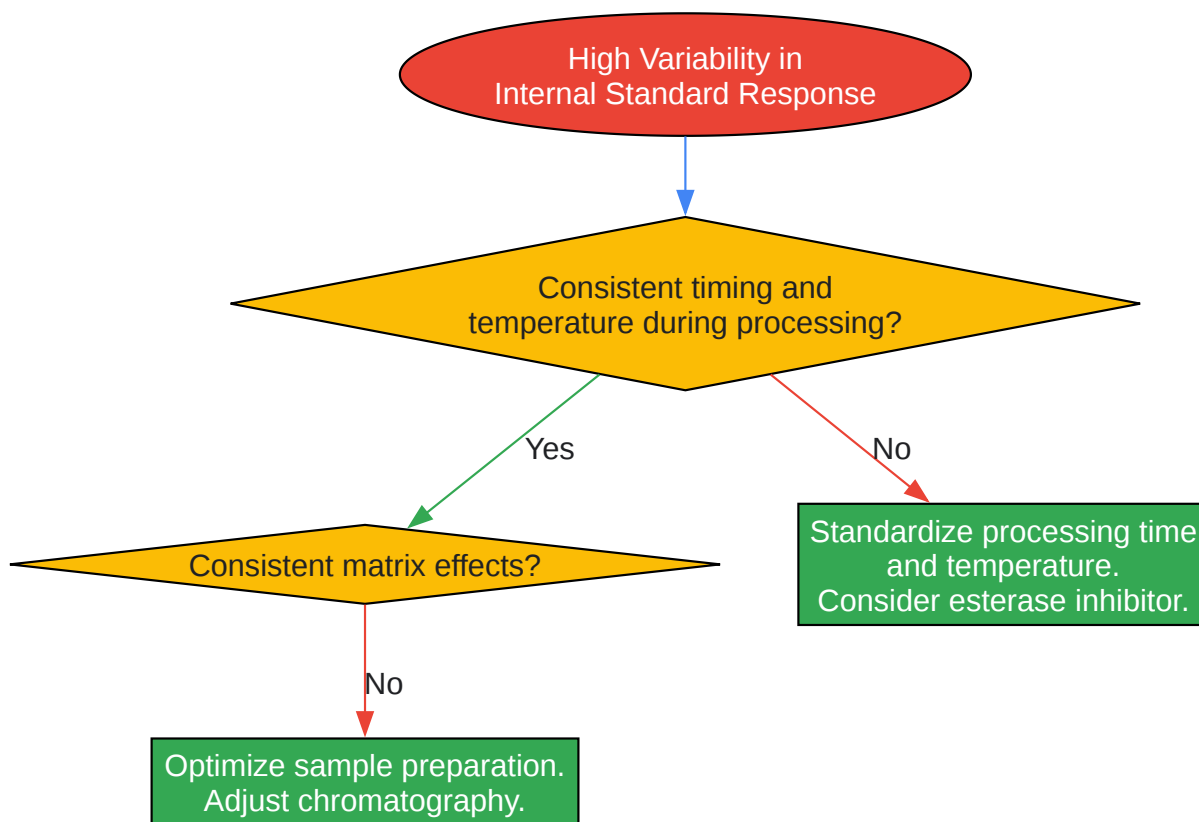 High Variability in
Internal Standard Response
Consistent timing and
temperature during processing?
Yes
No
Consistent matrix effects?
Standardize processing time
and temperature.
Consider esterase inhibitor.
No
Optimize sample preparation.
Adjust chromatography.